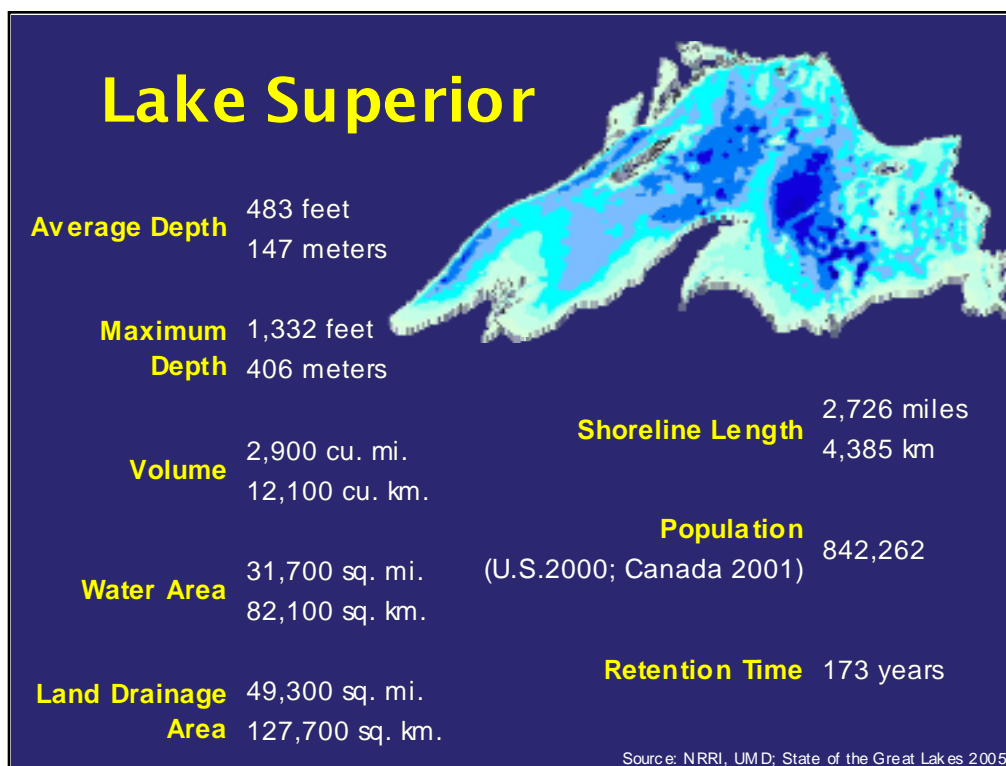 Lake Superior
Average Depth
483 feet
147 meters
Maximum
Depth
1,332 feet
406 meters
Volume
2,900 cu. mi.
12,100 cu. km.
Water Area
31,700 sq. mi.
82,100 sq. km.
Land Drainage
Area
49,300 sq. mi.
127,700 sq. km.
Shoreline Length
2,726 miles
4,385 km
Population
(U.S.2000; Canada 2001)
842,262
Retention Time
173 years
Source: NRRI, UMD; State of the Great Lakes 2005